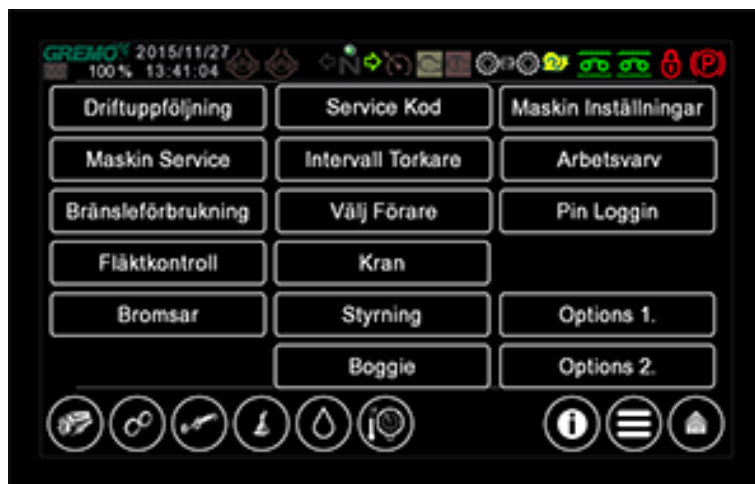 GREMO 2015/11/27
100% 13:41:04
N
P
Driftuppföljning
Service Kod
Maskin Inställningar
Maskin Service
Intervall Torkare
Arbetsvarv
Bränsleförbrukning
Välj Förare
Pin Loggin
Fläktkontroll
Kran
Bromsar
Styrning
Options 1.
Boggie
Options 2.